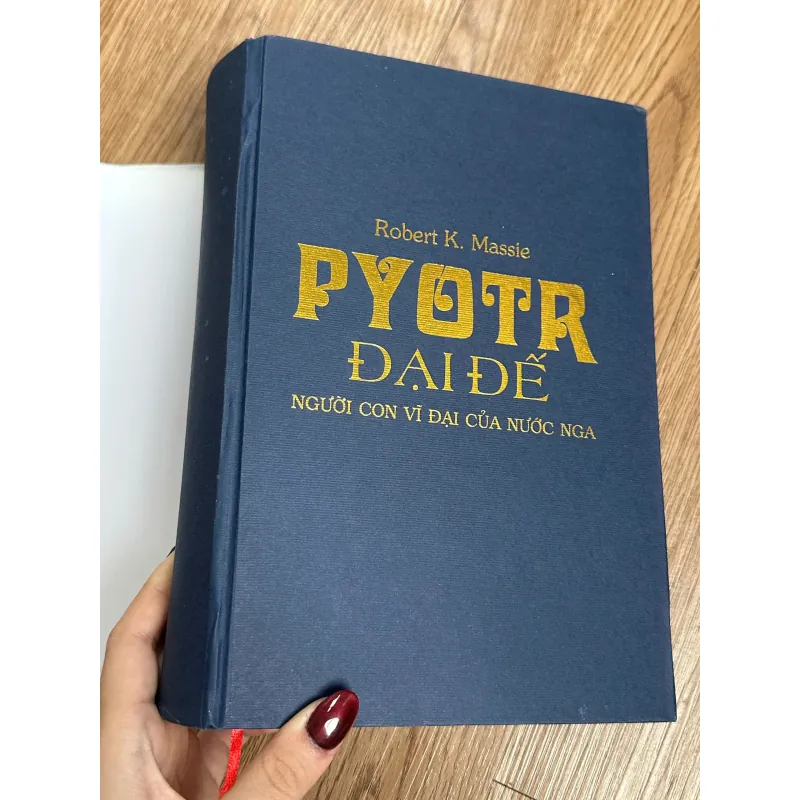 Robert K. Massie
PYOTR
ĐẠI ĐẾ
NGƯỜI CON VĨ ĐẠI CỦA NƯỚC NGA